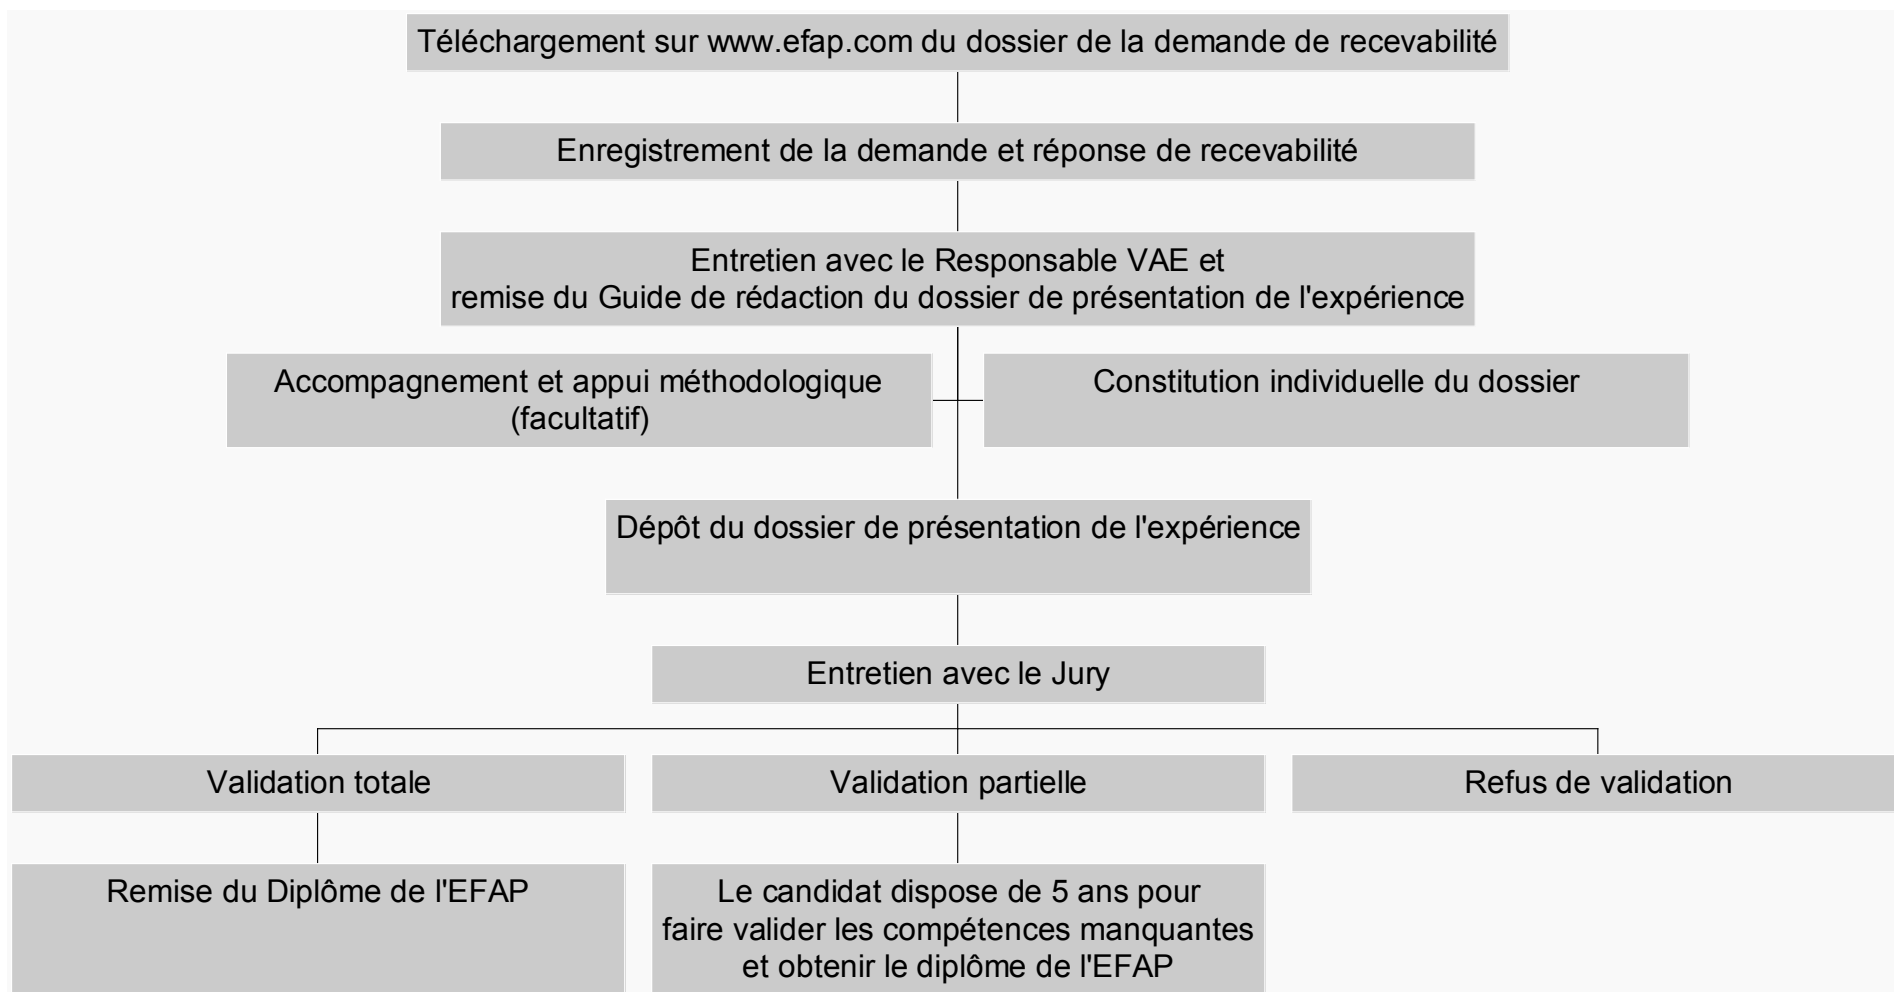 Téléchargement sur www.efap.com du dossier de la demande de recevabilité
Enregistrement de la demande et réponse de recevabilité
Entretien avec le Responsable VAE et
remise du Guide de rédaction du dossier de présentation de l'expérience
Accompagnement et appui méthodologique
(facultatif)
Constitution individuelle du dossier
Dépôt du dossier de présentation de l'expérience
Entretien avec le Jury
Validation totale
Validation partielle
Refus de validation
Remise du Diplôme de l'EFAP
Le candidat dispose de 5 ans pour
faire valider les compétences manquantes
et obtenir le diplôme de l'EFAP